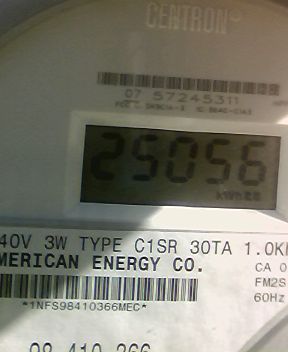 CENTRON
07 57245311
25056
kWh
40V 3W TYPE C1SR 30TA 1.0K
MERICAN ENERGY CO.
CA 0
FM2S
60Hz
*1NFS98410366MEC*
98 410 366